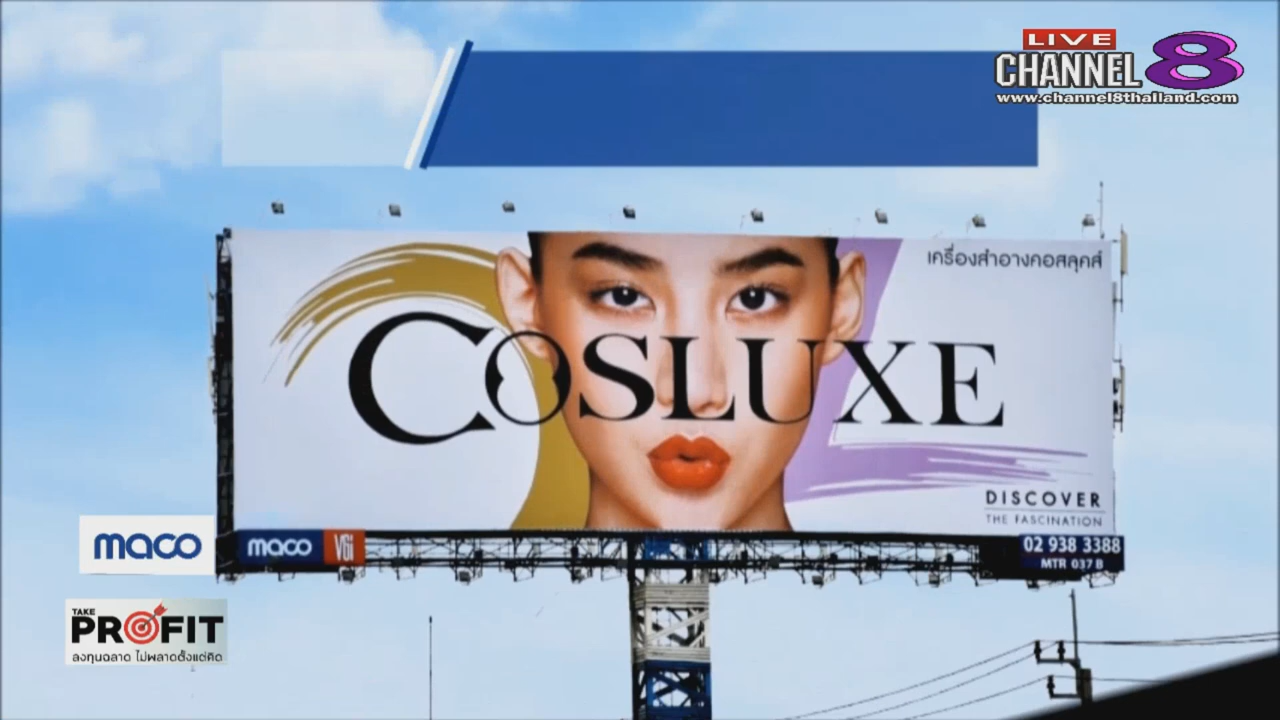 LIVE
CHANNEL 8
www.channel8thailand.com
เครื่องสำอางคอสลุคส์
COSLUXE
DISCOVER
THE FASCINATION
maco
maco VGi
02 938 3388
MTR 037 B
TAKE
PROFIT
ลงทุนฉลาด ไม่พลาดตั้งแต่คิด